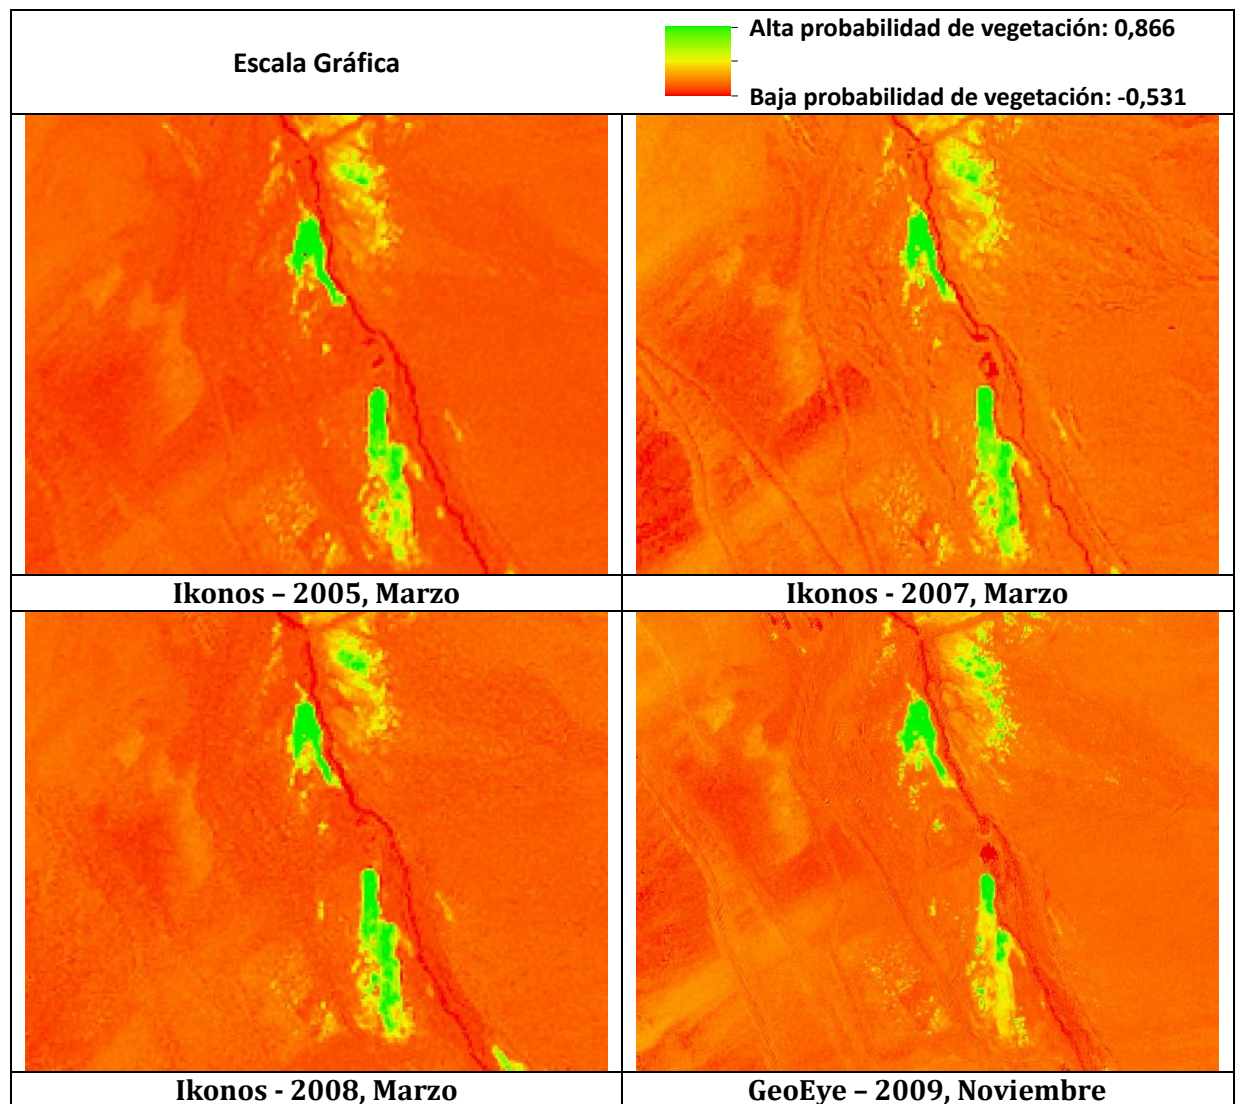 Escala Gráfica
Alta probabilidad de vegetación: 0,866
Baja probabilidad de vegetación: -0,531
Ikonos – 2005, Marzo
Ikonos - 2007, Marzo
Ikonos - 2008, Marzo
GeoEye – 2009, Noviembre